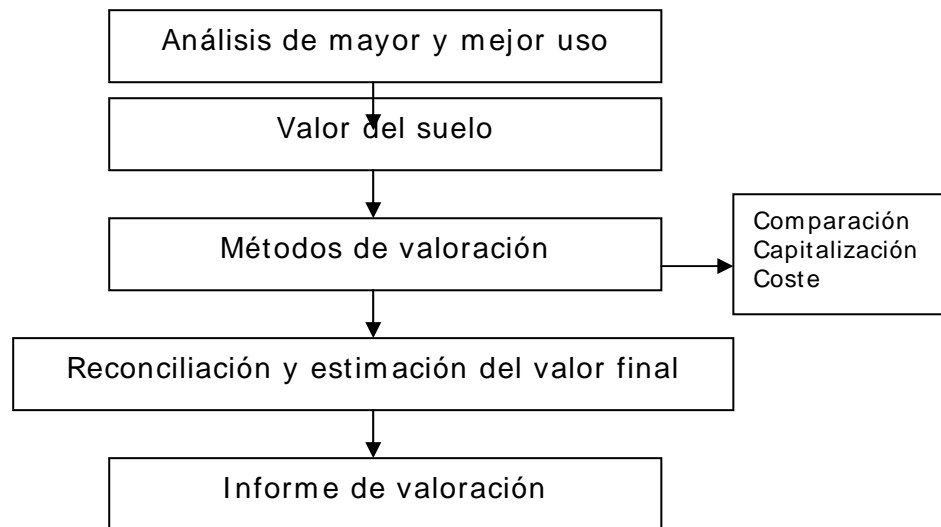 Análisis de mayor y mejor uso
Valor del suelo
Métodos de valoración
Comparación
Capitalización
Coste
Reconciliación y estimación del valor final
Informe de valoración